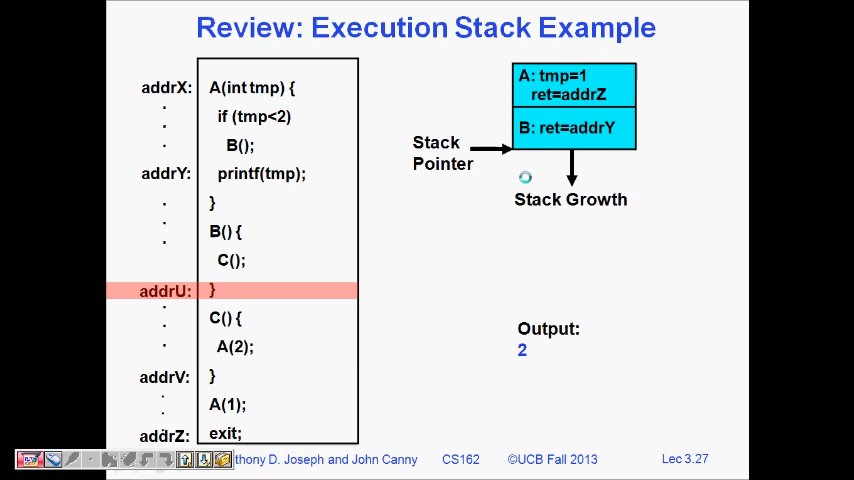 Review: Execution Stack Example
addrX: A(int tmp) {
if (tmp<2)
B();
addrY: printf(tmp);
}
B() {
C();
addrU: }
C() {
A(2);
addrV: }
A(1);
addrZ: exit;
A: tmp=1
ret=addrZ
B: ret=addrY
Stack
Pointer
Stack Growth
Output:
2
thony D. Joseph and John Canny CS162 ©UCB Fall 2013 Lec 3.27